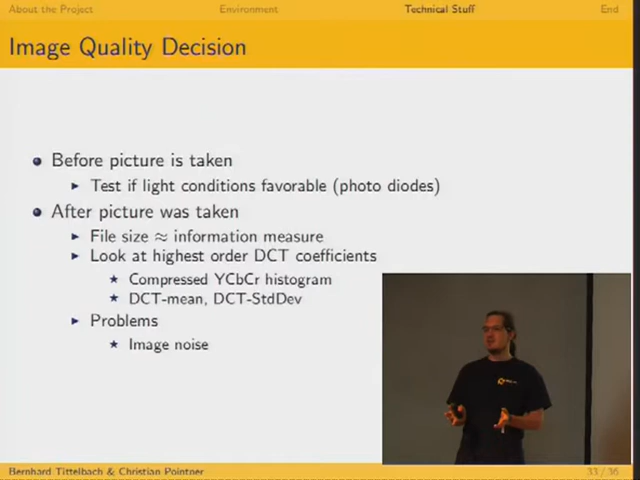 About the Project Environment Technical Stuff End
Image Quality Decision
Before picture is taken
Test if light conditions favorable (photo diodes)
After picture was taken
File size ≈ information measure
Look at highest order DCT coefficients
Compressed YCbCr histogram
DCT-mean, DCT-StdDev
Problems
Image noise
Bernhard Tittelbach & Christian Pointner 33 / 36